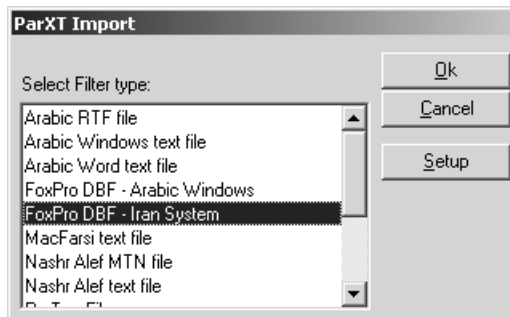 ParXT Import
Select Filter type:
Arabic RTF file
Arabic Windows text file
Arabic Word text file
FoxPro DBF - Arabic Windows
FoxPro DBF - Iran System
MacFarsi text file
Nashr Alef MTN file
Nashr Alef text file
Ok
Cancel
Setup